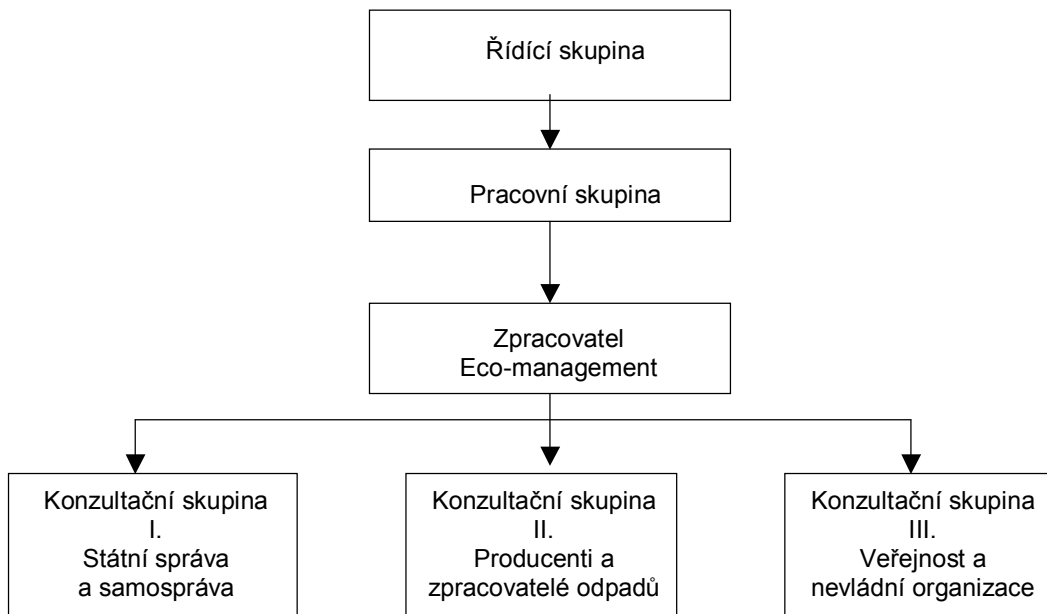 Řídící skupina
Pracovní skupina
Zpracovatel
Eco-management
Konzultační skupina
I.
Státní správa
a samospráva
Konzultační skupina
II.
Producenti a
zpracovatelé odpadů
Konzultační skupina
III.
Veřejnost a
nevládní organizace